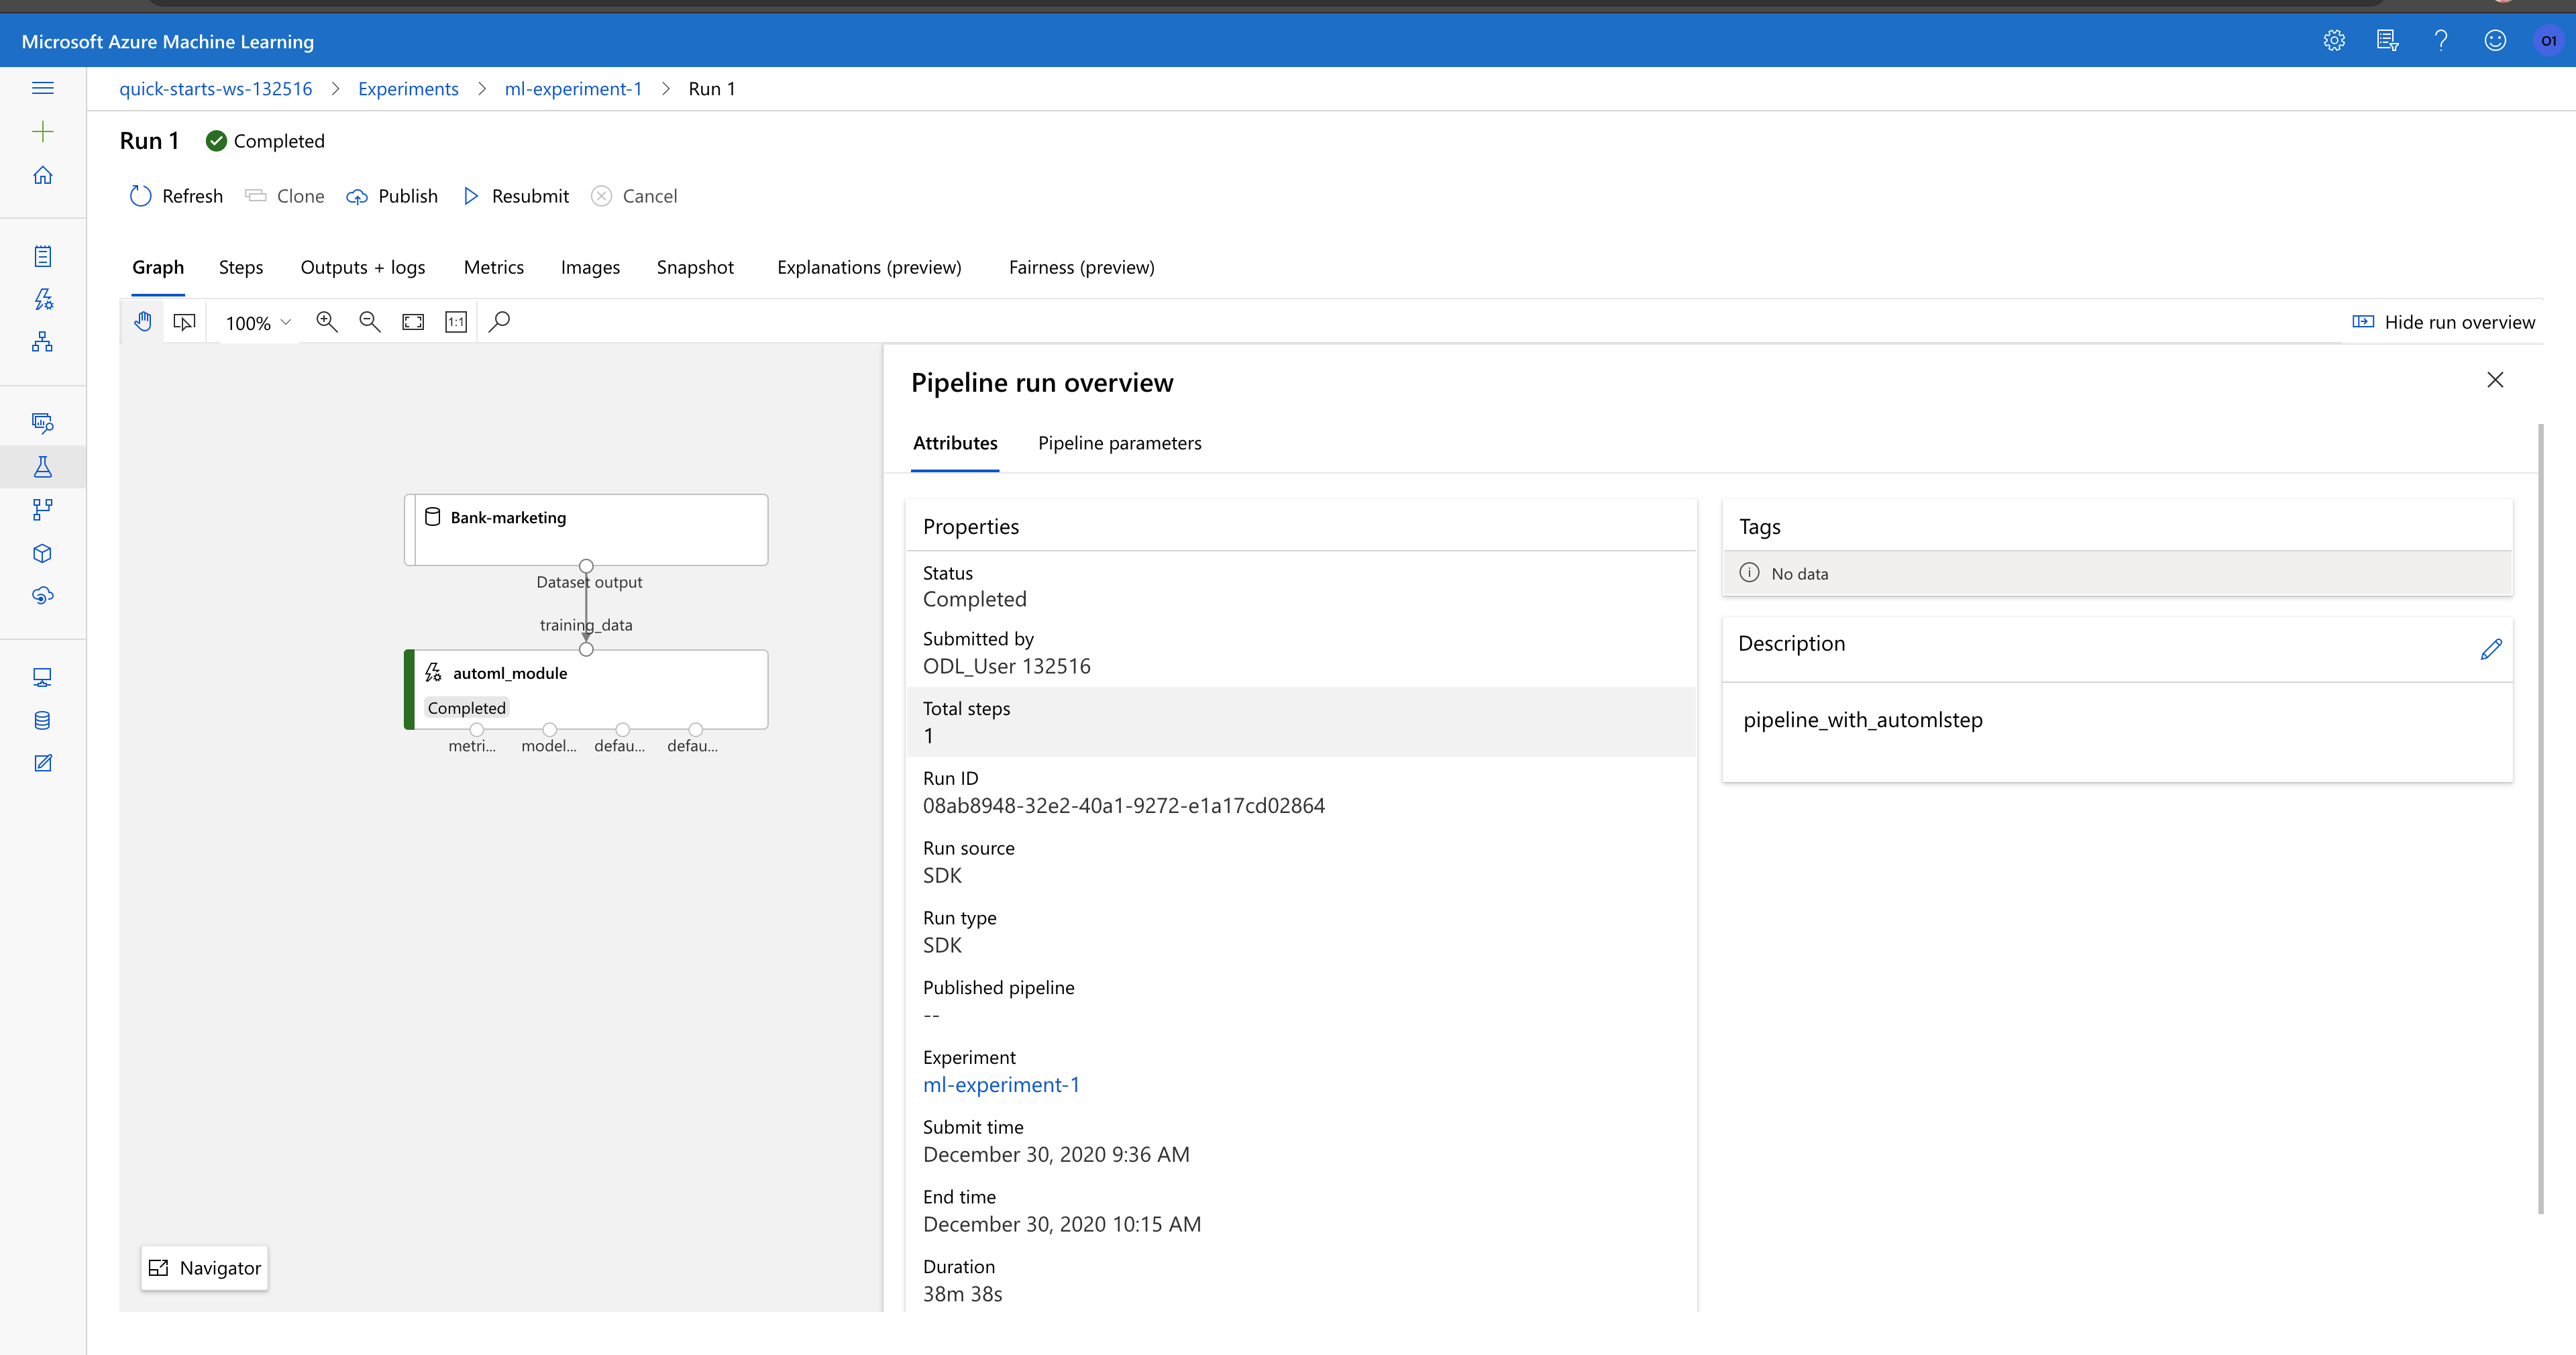 Microsoft Azure Machine Learning
O1
quick-starts-ws-132516 > Experiments > ml-experiment-1 > Run 1
Run 1 Completed
Refresh Clone Publish Resubmit Cancel
Graph Steps Outputs + logs Metrics Images Snapshot Explanations (preview) Fairness (preview)
100% 1:1 Hide run overview
Bank-marketing
Dataset output
training_data
automl_module
Completed
metri... model... defau... defau...
Navigator
Pipeline run overview
Attributes Pipeline parameters
Properties
Status
Completed
Submitted by
ODL_User 132516
Total steps
1
Run ID
08ab8948-32e2-40a1-9272-e1a17cd02864
Run source
SDK
Run type
SDK
Published pipeline
--
Experiment
ml-experiment-1
Submit time
December 30, 2020 9:36 AM
End time
December 30, 2020 10:15 AM
Duration
38m 38s
Tags
No data
Description
pipeline_with_automlstep